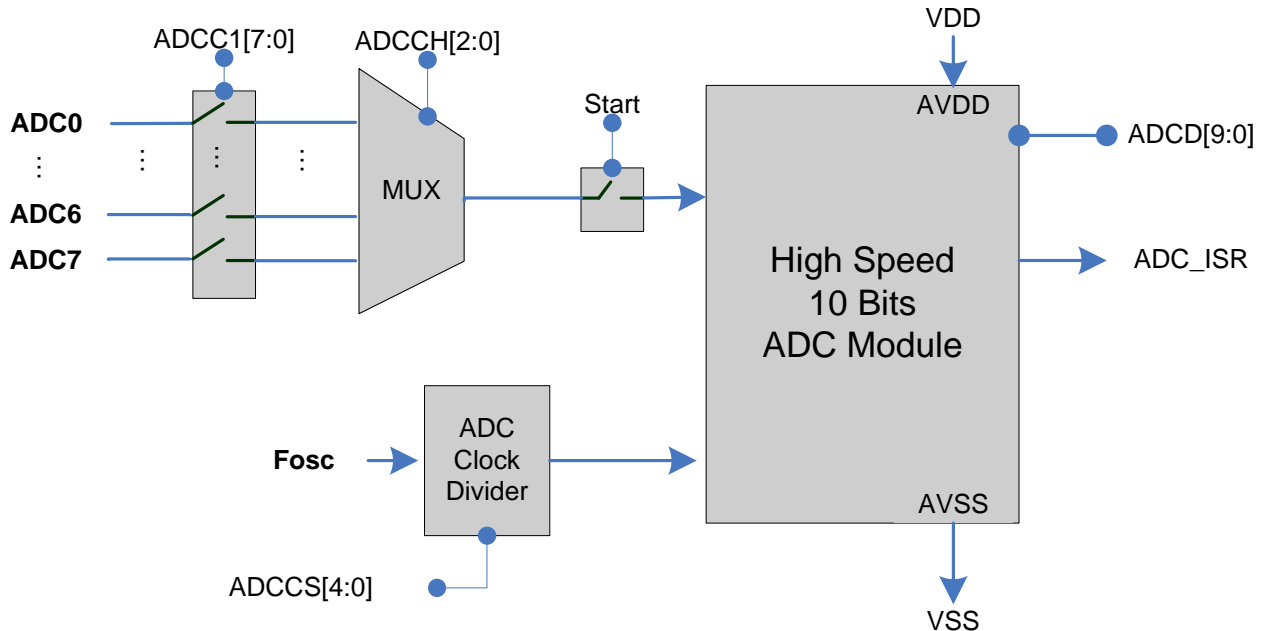 VDD
ADCC1[7:0]
ADCCH[2:0]
Start
AVDD
ADC0
ADCD[9:0]
MUX
ADC6
ADC7
High Speed
10 Bits
ADC Module
ADC_ISR
Fosc
ADC
Clock
Divider
AVSS
ADCCS[4:0]
VSS